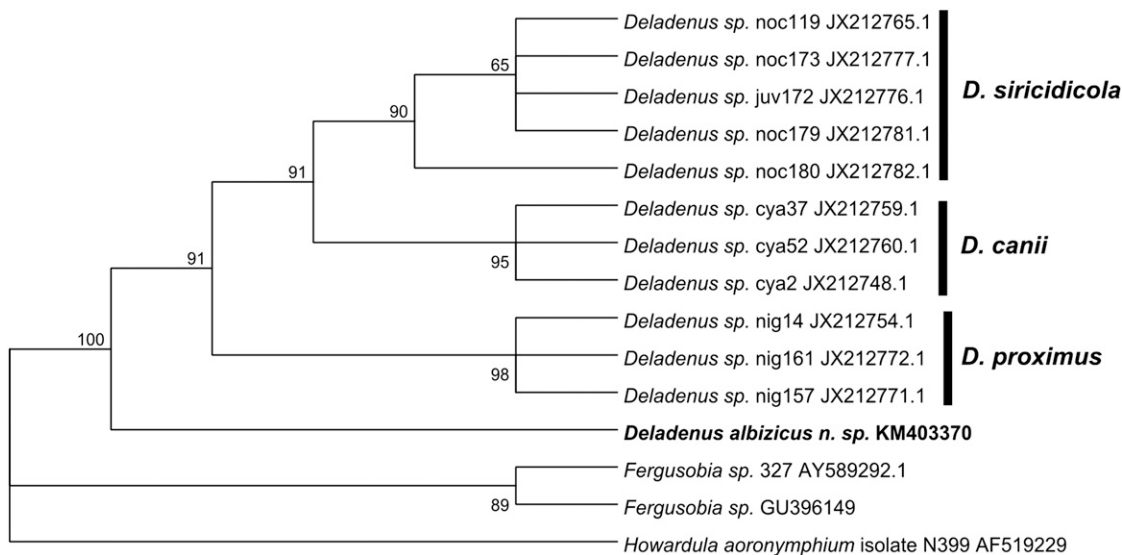 Deladenus sp. noc119 JX212765.1
Deladenus sp. noc173 JX212777.1
65
D. siricidicola
Deladenus sp. juv172 JX212776.1
90
Deladenus sp. noc179 JX212781.1
Deladenus sp. noc180 JX212782.1
91
Deladenus sp. cya37 JX212759.1
Deladenus sp. cya52 JX212760.1
D. canii
91
95
Deladenus sp. cya2 JX212748.1
Deladenus sp. nig14 JX212754.1
100
Deladenus sp. nig161 JX212772.1
D. proximus
98
Deladenus sp. nig157 JX212771.1
Deladenus albizicus n. sp. KM403370
Fergusobia sp. 327 AY589292.1
89
Fergusobia sp. GU396149
Howardula aoronymphium isolate N399 AF519229